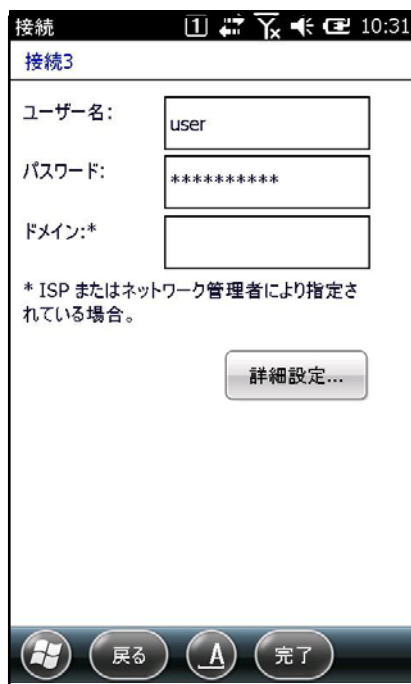 接続 1 10:31
接続3
ユーザー名: user
パスワード: **********
ドメイン:*
* ISP またはネットワーク管理者により指定さ
れている場合。
詳細設定...
戻る A 完了